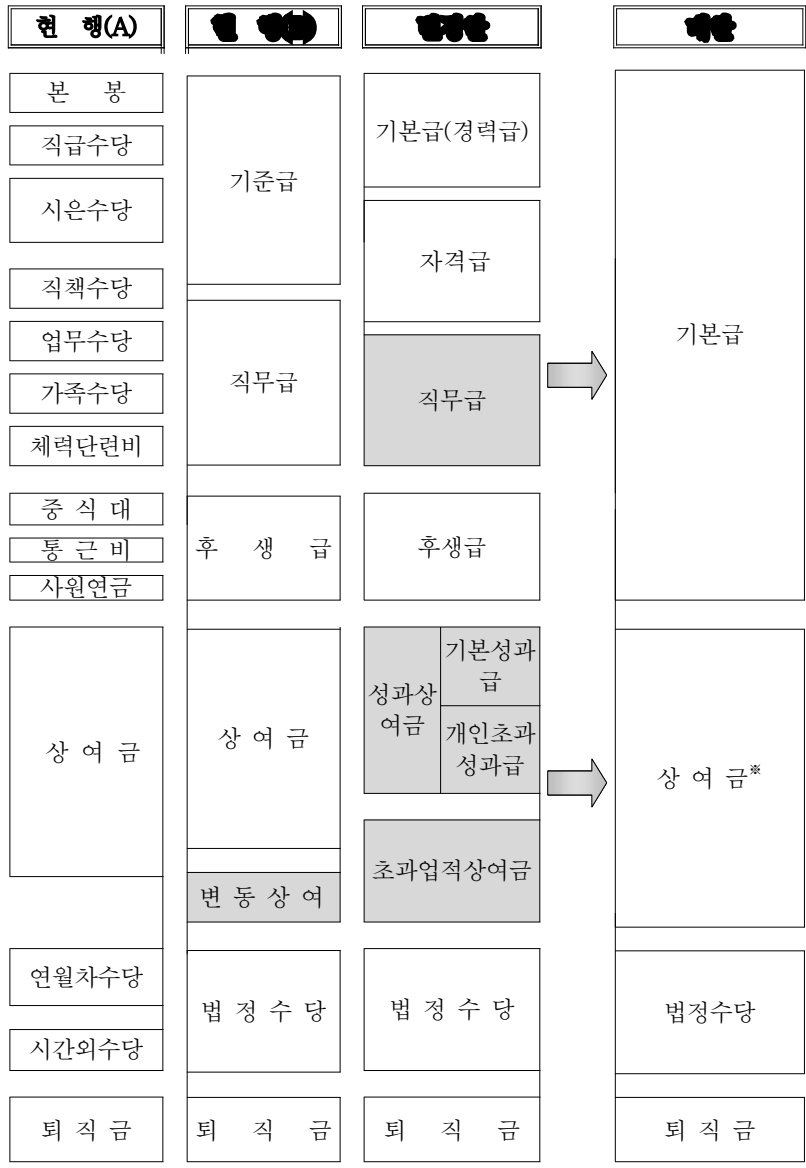 현 행(A)
본 봉
직급수당
시은수당
직책수당
업무수당
가족수당
체력단련비
중 식 대
통 근 비
사원연금
상 여 금
연월차수당
시간외수당
퇴 직 금
기준급
직무급
후 생 급
상 여 금
변 동 상 여
법 정 수 당
퇴 직 금
기본급(경력급)
자격급
직무급
후생급
성과상
여금
기본성과
급
개인초과
성과급
초과업적상여금
법 정 수 당
퇴 직 금
기본급
상 여 금※
법정수당
퇴 직 금